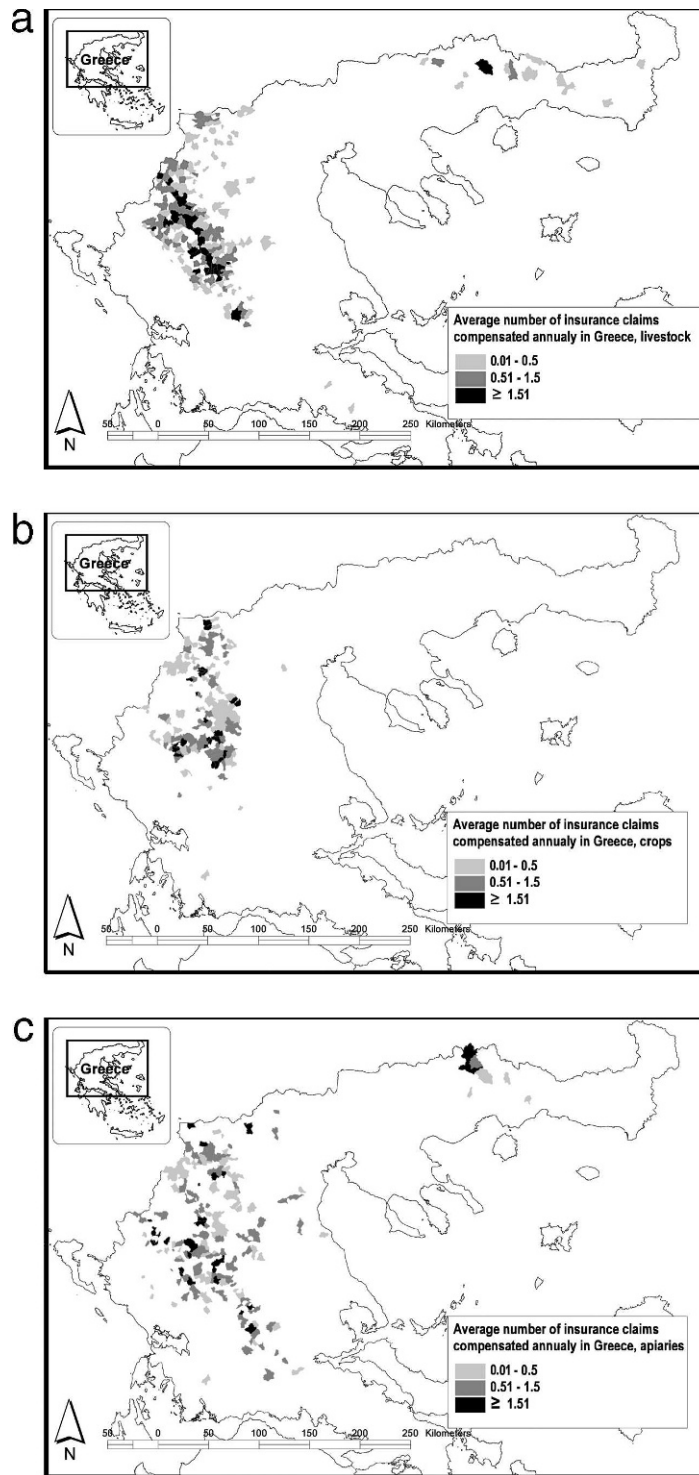 a
Greece
Average number of insurance claims
compensated annualy in Greece, livestock
0.01 - 0.5
0.51 - 1.5
≥ 1.51
N
50 0 50 100 150 200 250 Kilometers
b
Greece
Average number of insurance claims
compensated annualy in Greece, crops
0.01 - 0.5
0.51 - 1.5
≥ 1.51
N
50 0 50 100 150 200 250 Kilometers
c
Greece
Average number of insurance claims
compensated annualy in Greece, apiaries
0.01 - 0.5
0.51 - 1.5
≥ 1.51
N
50 0 50 100 150 200 250 Kilometers